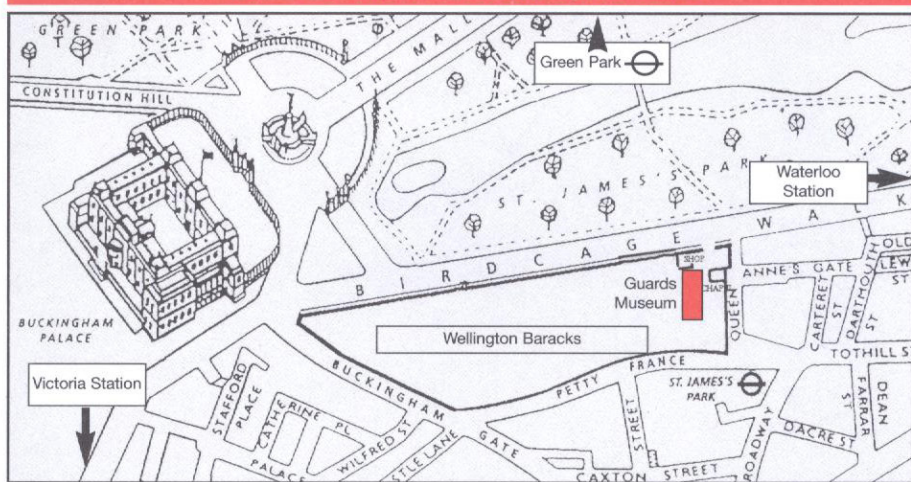 GREEN PARK
THE MALL
Green Park
CONSTITUTION HILL
ST. JAMES'S PARK
Waterloo
Station
BIRDCAGE WALK
SHOP
Guards
Museum
QUEEN ANNE'S GATE
CARTERET ST
DARTMOUTH ST
OLD
ST
BUCKINGHAM
PALACE
Wellington Baracks
Victoria Station
STAFFORD
PLACE
CATHERINE PL
BUCKINGHAM GATE
PETTY FRANCE
ST. JAMES'S
PARK
TOTHILL ST
DEAN
FARRAR
ST
WILFRED ST
PALACE
CASTLE LANE
CAXTON STREET
STREET
BROADWAY
DACRE ST